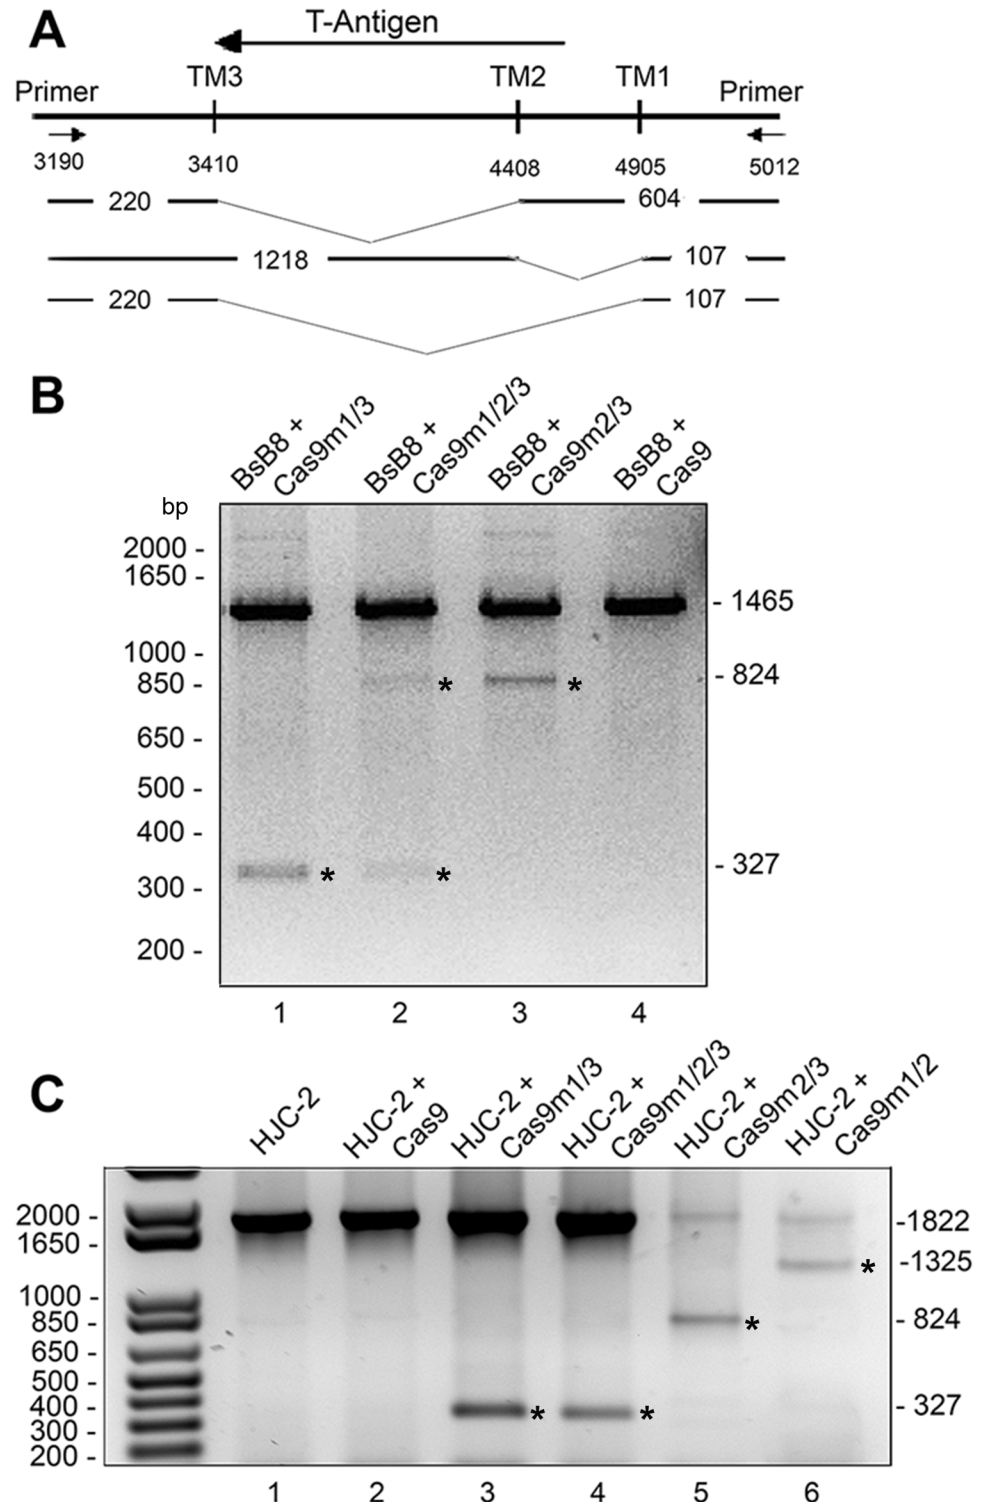 A
T-Antigen
Primer TM3 TM2 TM1 Primer
3190 3410 4408 4905 5012
220 604
1218 107
220 107
B
BsB8 + Cas9m1/3
BsB8 + Cas9m1/2/3
BsB8 + Cas9m2/3
BsB8 + Cas9
bp
2000 -
1650 -
- 1465
1000 -
850 - * * - 824
650 -
500 -
400 -
- 327
300 - * *
200 -
1 2 3 4
C
HJC-2
HJC-2 + Cas9
HJC-2 + Cas9m1/3
HJC-2 + Cas9m1/2/3
HJC-2 + Cas9m2/3
HJC-2 + Cas9m1/2
2000 - -1822
1650 - * -1325
1000 -
850 - * - 824
650 -
500 -
400 - * * - 327
300 -
200 -
1 2 3 4 5 6